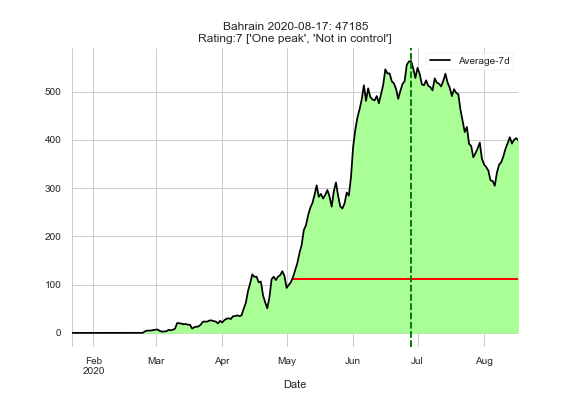 Bahrain 2020-08-17: 47185
Rating:7 ['One peak', 'Not in control']
Average-7d
500
400
300
200
100
0
Feb Mar Apr May Jun Jul Aug
2020
Date